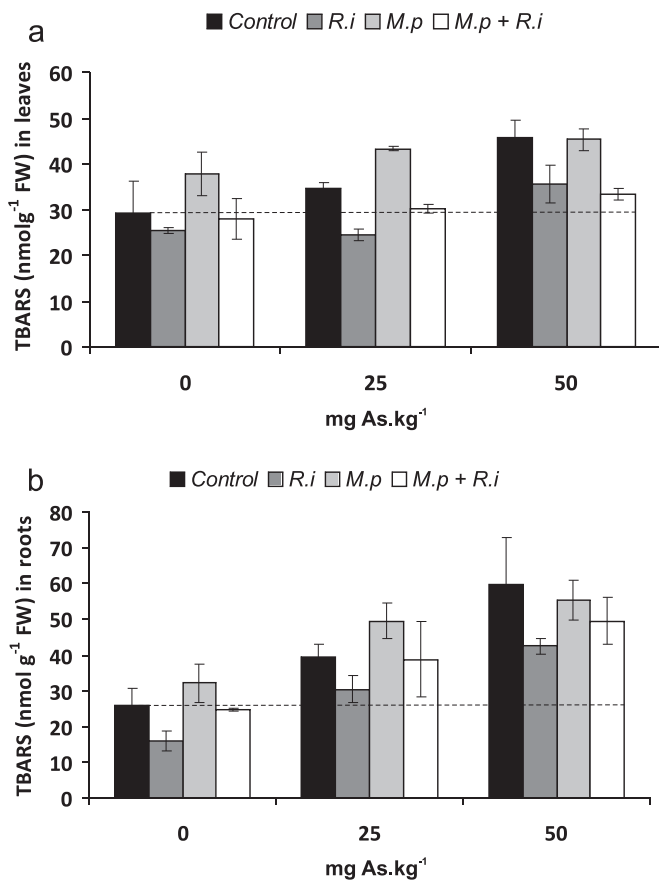 a
Control R.i M.p M.p + R.i
TBARS (nmolg⁻¹ FW) in leaves
60
50
40
30
20
10
0
0 25 50
mg As.kg⁻¹
b
Control R.i M.p M.p + R.i
TBARS (nmol g⁻¹ FW) in roots
80
70
60
50
40
30
20
10
0
0 25 50
mg As.kg⁻¹